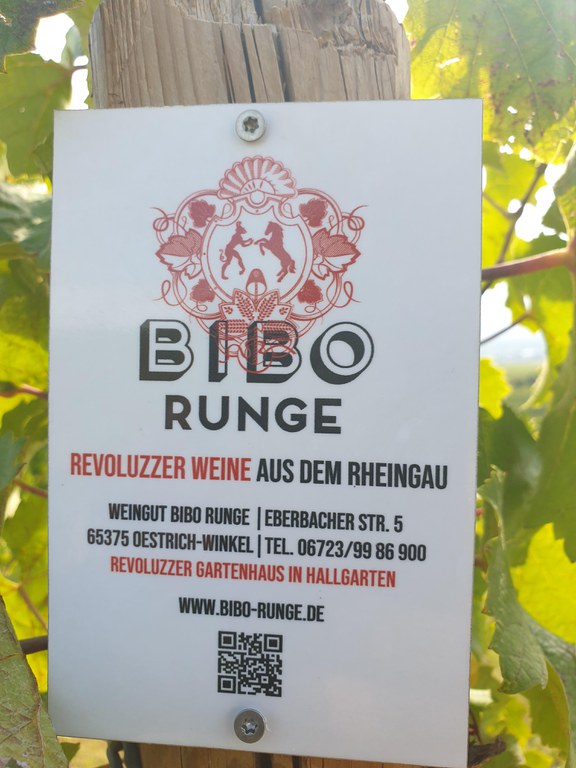 BIBO
RUNGE
REVOLUZZER WEINE AUS DEM RHEINGAU
WEINGUT BIBO RUNGE | EBERBACHER STR. 5
65375 OESTRICH-WINKEL | TEL. 06723/99 86 900
REVOLUZZER GARTENHAUS IN HALLGARTEN
WWW.BIBO-RUNGE.DE